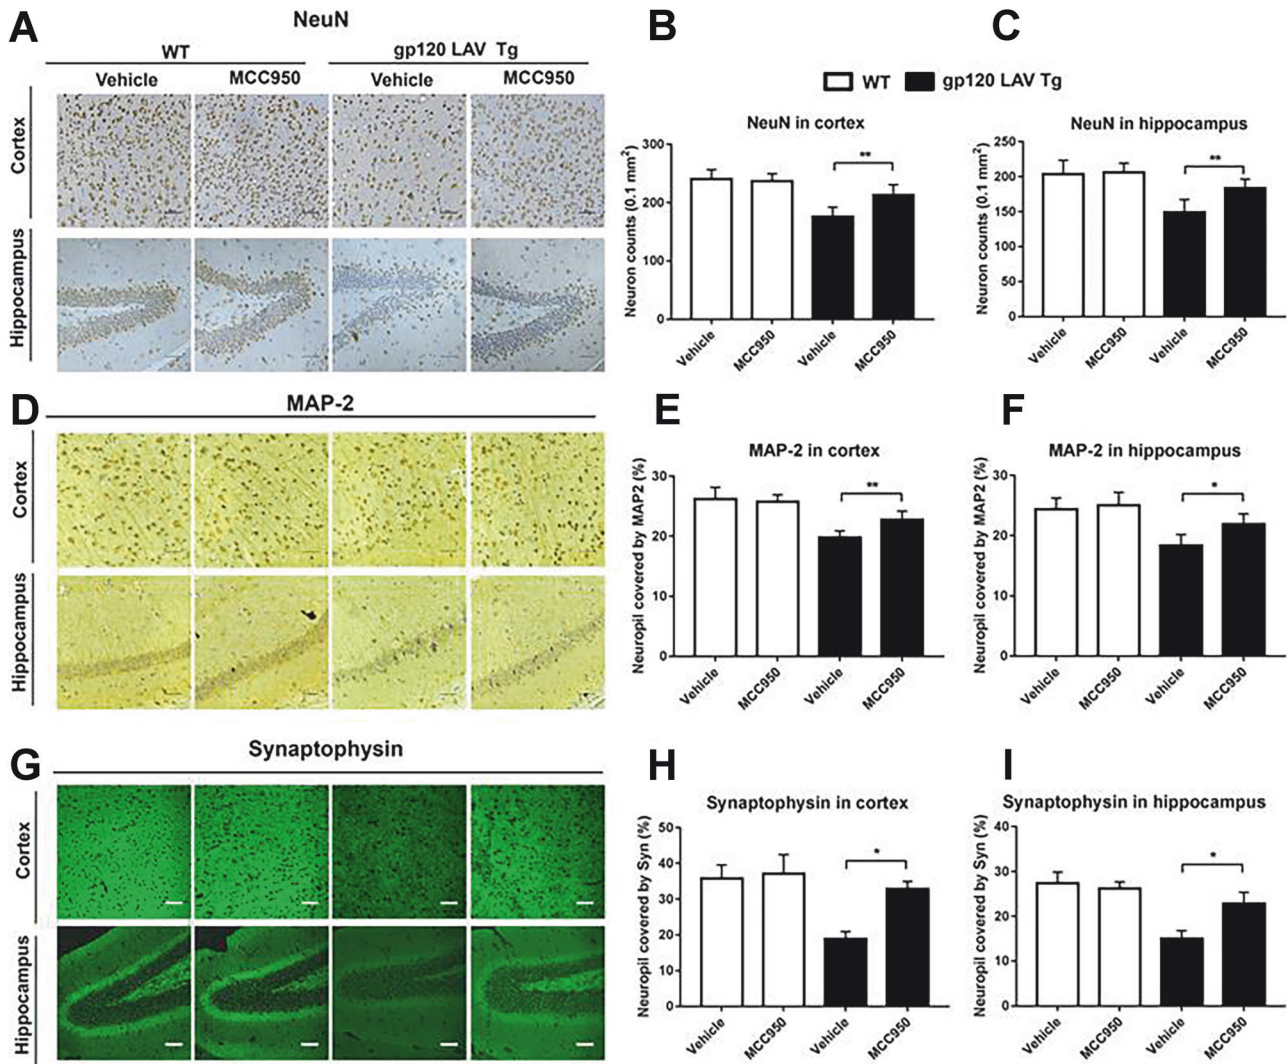 A
NeuN
WT
gp120 LAV Tg
Vehicle
MCC950
Vehicle
MCC950
Cortex
Hippocampus
B
C
WT
gp120 LAV Tg
NeuN in cortex
Neuron counts (0.1 mm²)
300
200
100
0
**
Vehicle
MCC950
Vehicle
MCC950
NeuN in hippocampus
Neuron counts (0.1 mm²)
250
200
150
100
50
0
**
Vehicle
MCC950
Vehicle
MCC950
D
MAP-2
Cortex
Hippocampus
E
MAP-2 in cortex
Neuropil covered by MAP2 (%)
30
20
10
0
**
Vehicle
MCC950
Vehicle
MCC950
F
MAP-2 in hippocampus
Neuropil covered by MAP2 (%)
30
20
10
0
*
Vehicle
MCC950
Vehicle
MCC950
G
Synaptophysin
Cortex
Hippocampus
H
Synaptophysin in cortex
Neuropil covered by Syn (%)
50
40
30
20
10
0
*
Vehicle
MCC950
Vehicle
MCC950
I
Synaptophysin in hippocampus
Neuropil covered by Syn (%)
40
30
20
10
0
*
Vehicle
MCC950
Vehicle
MCC950